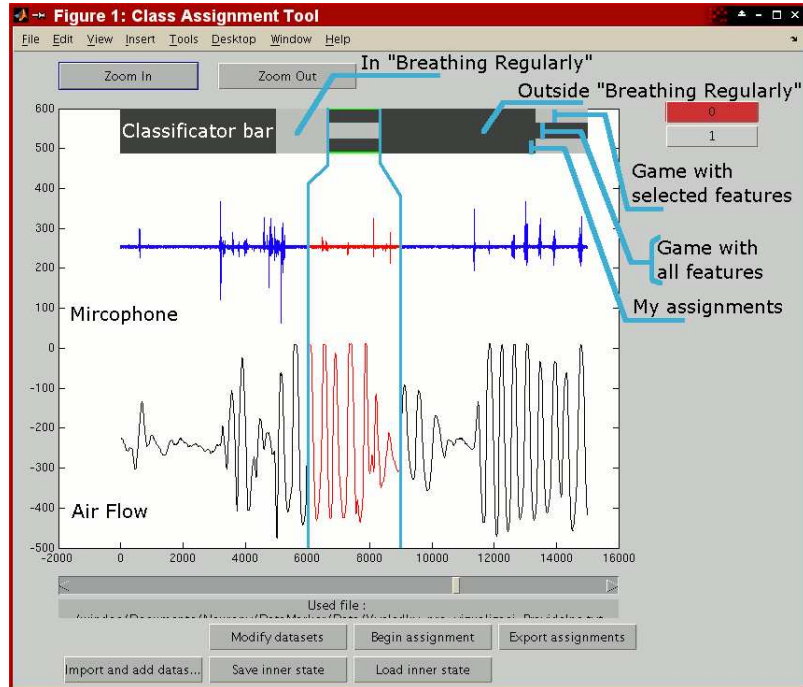 Figure 1: Class Assignment Tool
File Edit View Insert Tools Desktop Window Help
Zoom In
Zoom Out
In "Breathing Regularly"
Outside "Breathing Regularly"
0
1
Classificator bar
Game with
selected features
Game with
all features
My assignments
Mircophone
Air Flow
600
500
400
300
200
100
0
-100
-200
-300
-400
-500
-2000 0 2000 4000 6000 8000 10000 12000 14000 16000
Used file :
Modify datasets
Begin assignment
Export assignments
Import and add datas...
Save inner state
Load inner state